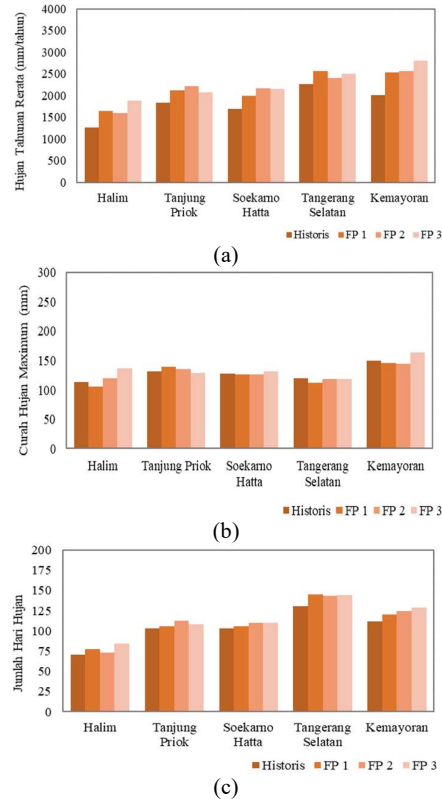 Hujan Tahunan Rerata (mm/tahun)
4000
3500
3000
2500
2000
1500
1000
500
0
Halim
Tanjung Priok
Soekarno Hatta
Tangerang Selatan
Kemayoran
Historis FP 1 FP 2 FP 3
(a)
Curah Hujan Maximum (mm)
300
250
200
150
100
50
0
Halim
Tanjung Priok
Soekarno Hatta
Tangerang Selatan
Kemayoran
Historis FP 1 FP 2 FP 3
(b)
Jumlah Hari Hujan
200
175
150
125
100
75
50
25
0
Halim
Tanjung Priok
Soekarno Hatta
Tangerang Selatan
Kemayoran
Historis FP 1 FP 2 FP 3
(c)